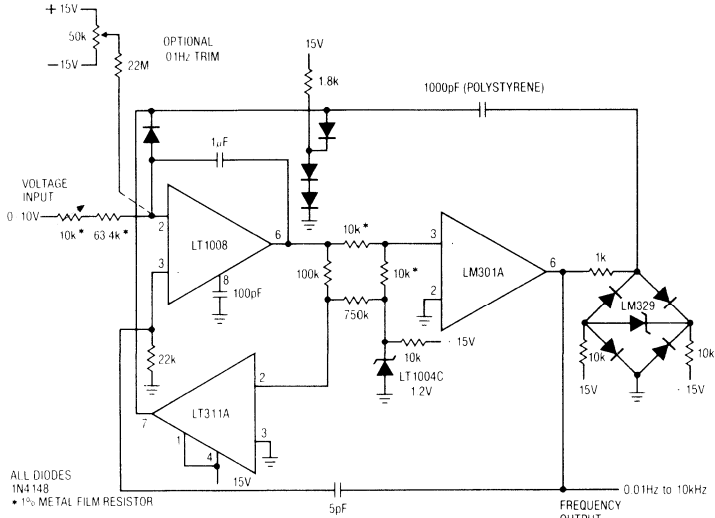 + 15V
50k
—15V
OPTIONAL
01Hz TRIM
22M
15V
1.8k
1000pF (POLYSTYRENE)
1µF
VOLTAGE
INPUT
0 10V
10k*
63 4k*
2
3
LT1008
6
8
100pF
10k*
100k
10k*
750k
3
2
LM301A
6
1k
LM329
10k
15V
10k
· 15V
22k
10k
· 15V
LT1004C
1.2V
2
3
LT311A
7
1
4
15V
5pF
ALL DIODES
1N4148
* 1% METAL FILM RESISTOR
0.01Hz to 10kHz
FREQUENCY